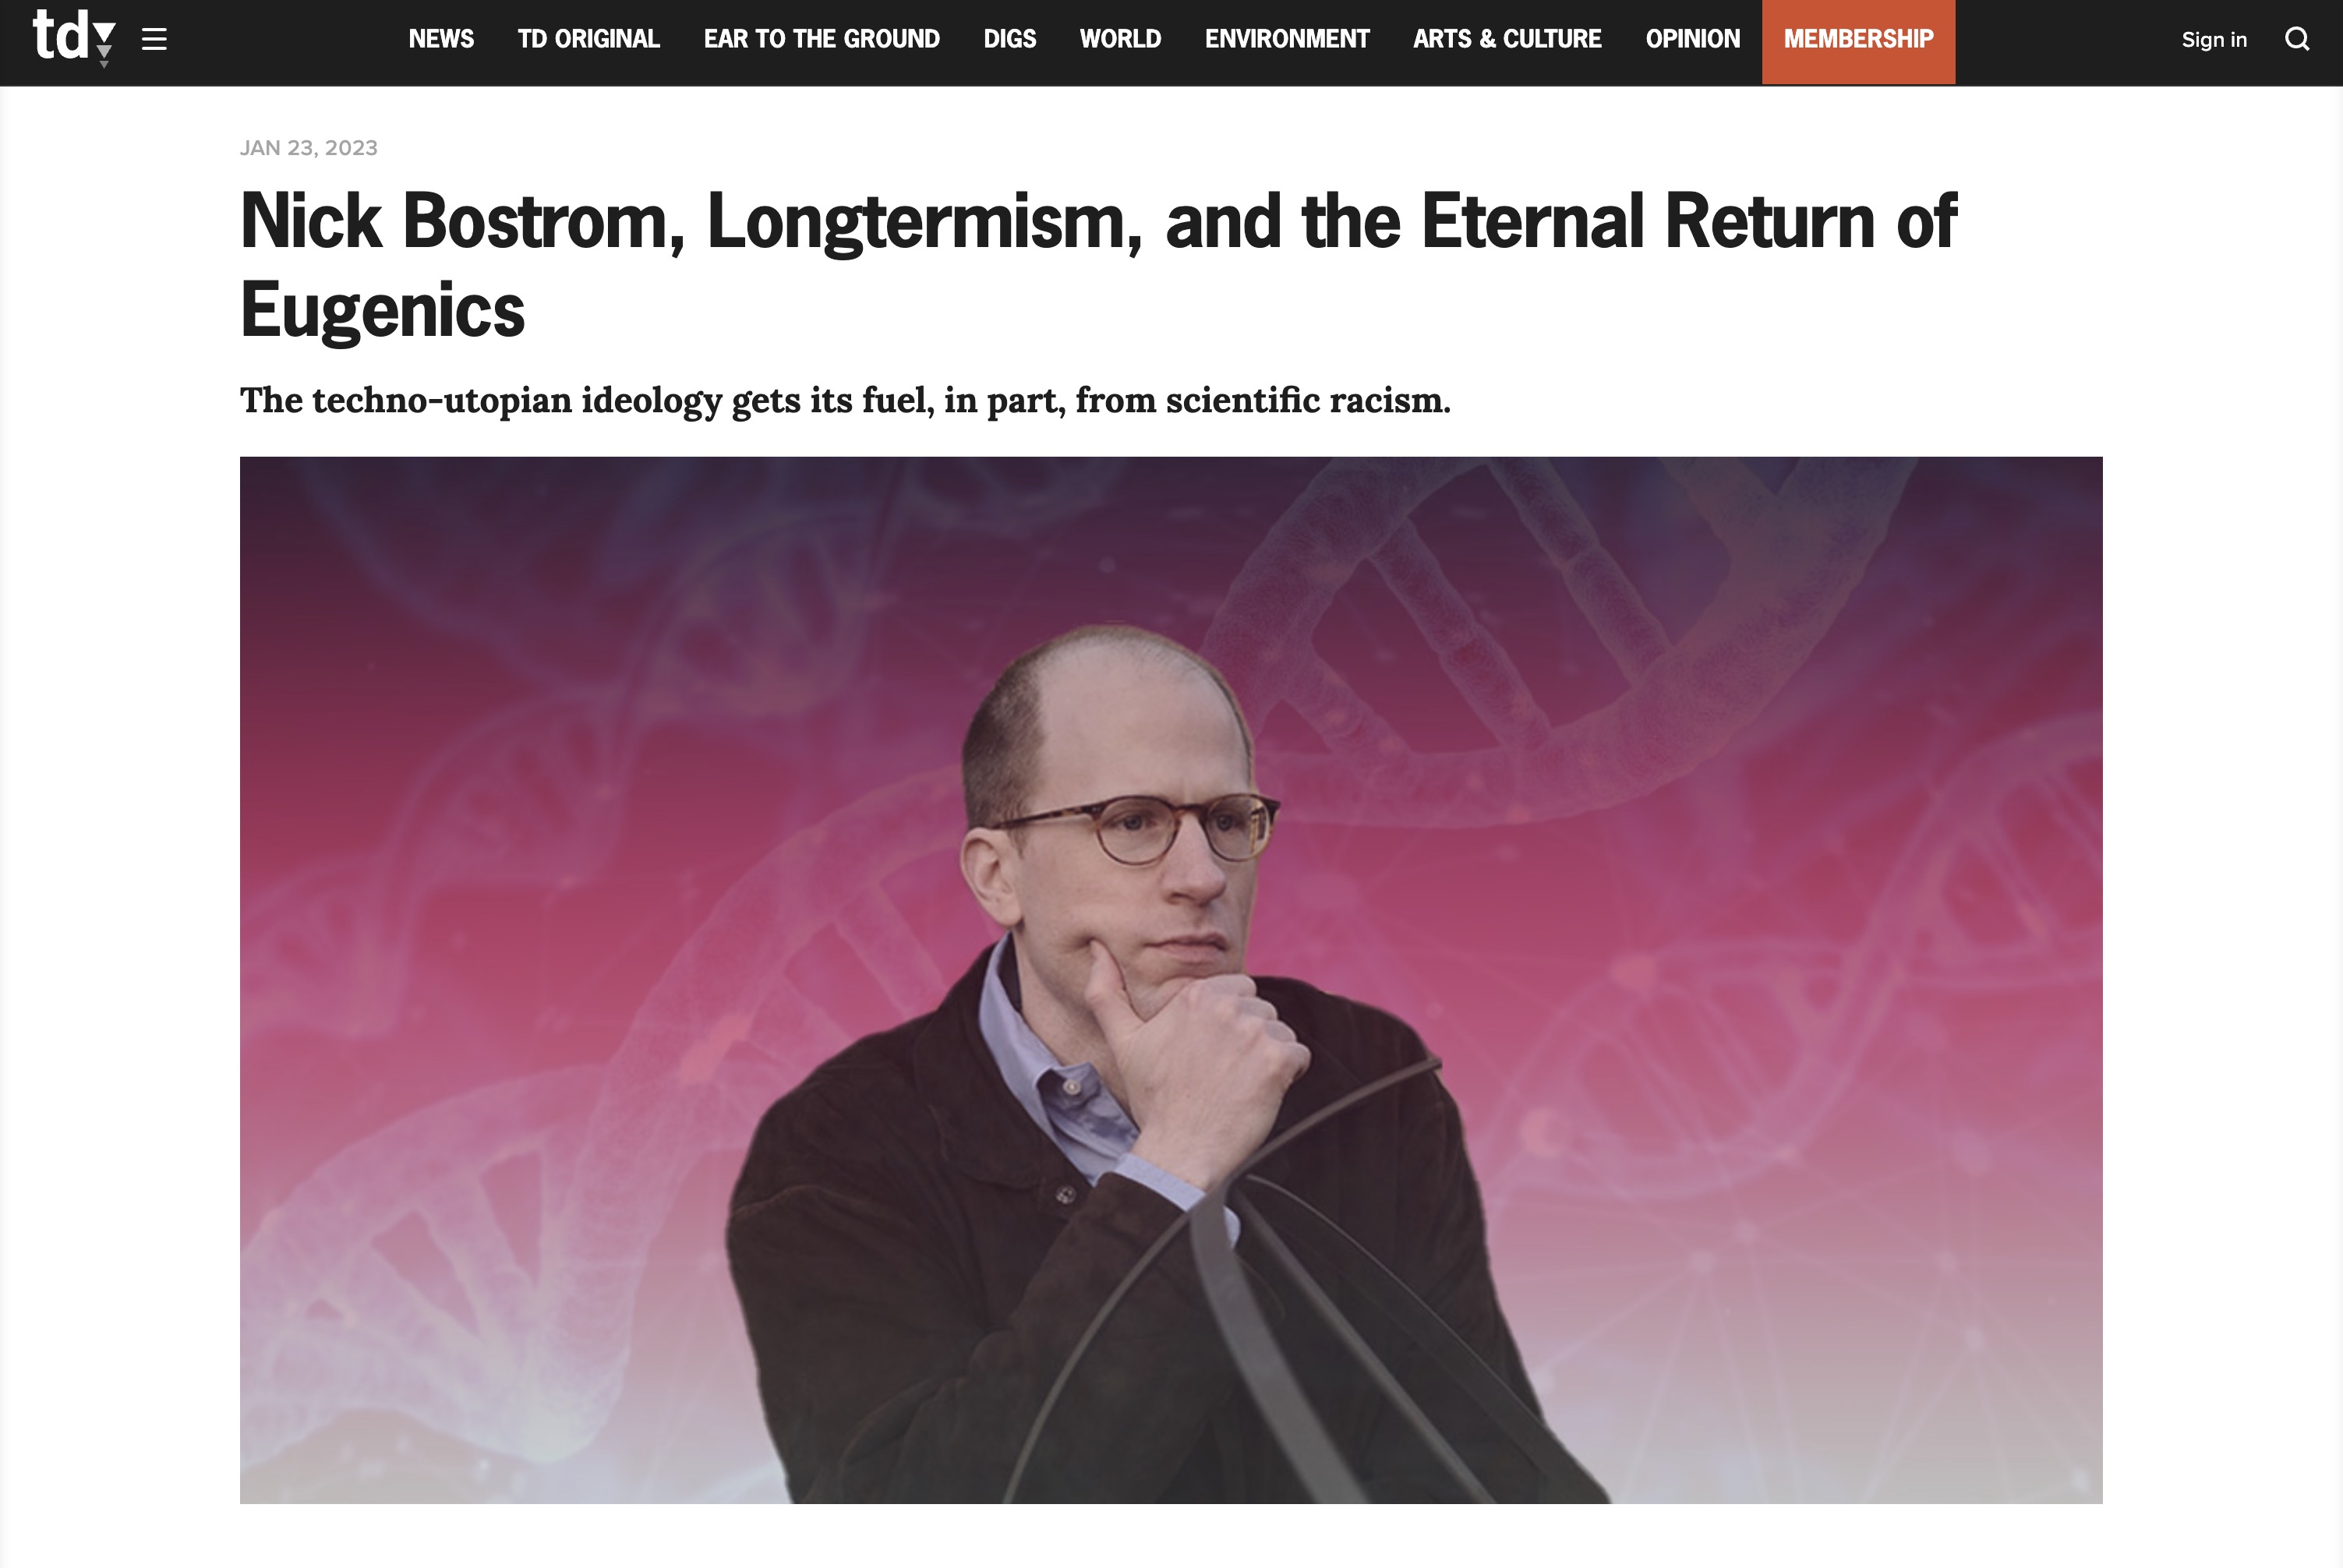 td
NEWS TD ORIGINAL EAR TO THE GROUND DIGS WORLD ENVIRONMENT ARTS & CULTURE OPINION MEMBERSHIP Sign in
JAN 23, 2023
Nick Bostrom, Longtermism, and the Eternal Return of
Eugenics
The techno-utopian ideology gets its fuel, in part, from scientific racism.